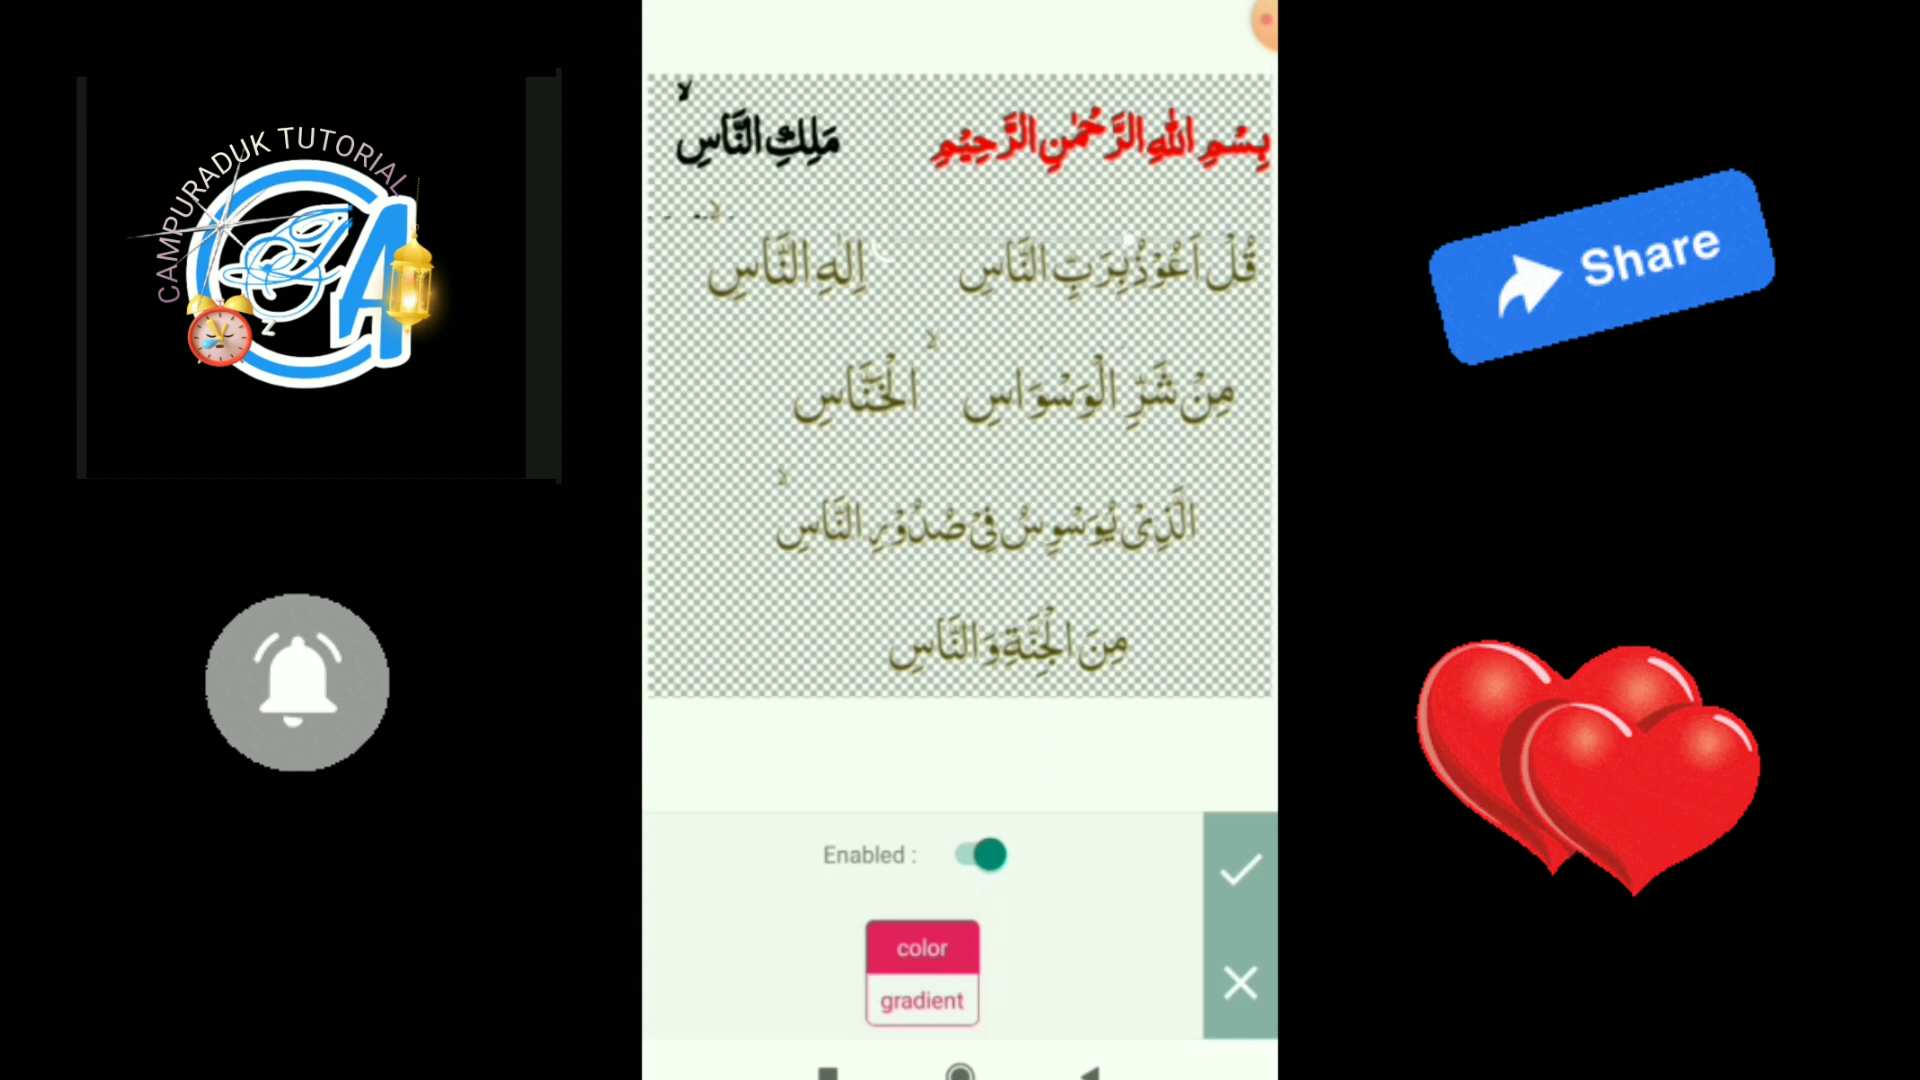 CAMPURADUK TUTORIAL
A
z
بِسْمِ اللهِ الرَّحْمٰنِ الرَّحِيْمِ
مَلِكِ النَّاسِۙ
قُلْ اَعُوْذُ بِرَبِّ النَّاسِ
اِلٰهِ النَّاسِ
مِنْ شَرِّ الْوَسْوَاسِ الْخَنَّاسِ
الَّذِيْ يُوَسْوِسُ فِيْ صُدُوْرِ النَّاسِ
مِنَ الْجِنَّةِ وَالنَّاسِ
Enabled :
color
gradient
Share